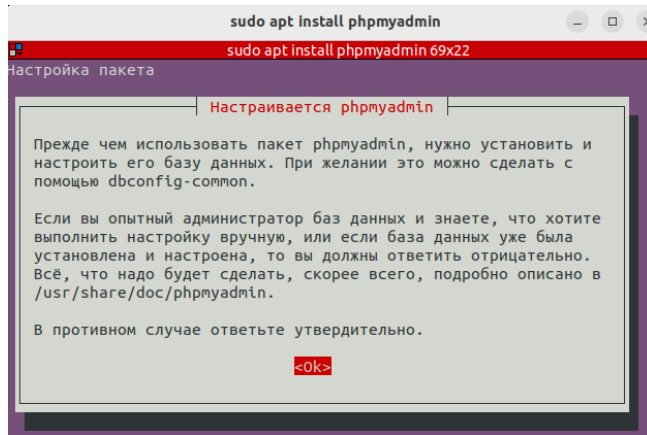 sudo apt install phpmyadmin
sudo apt install phpmyadmin 69x22
Настройка пакета
Настраивается phpmyadmin
Прежде чем использовать пакет phpmyadmin, нужно установить и
настроить его базу данных. При желании это можно сделать с
помощью dbconfig-common.
Если вы опытный администратор баз данных и знаете, что хотите
выполнить настройку вручную, или если база данных уже была
установлена и настроена, то вы должны ответить отрицательно.
Всё, что надо будет сделать, скорее всего, подробно описано в
/usr/share/doc/phpmyadmin.
В противном случае ответьте утвердительно.
<Ok>